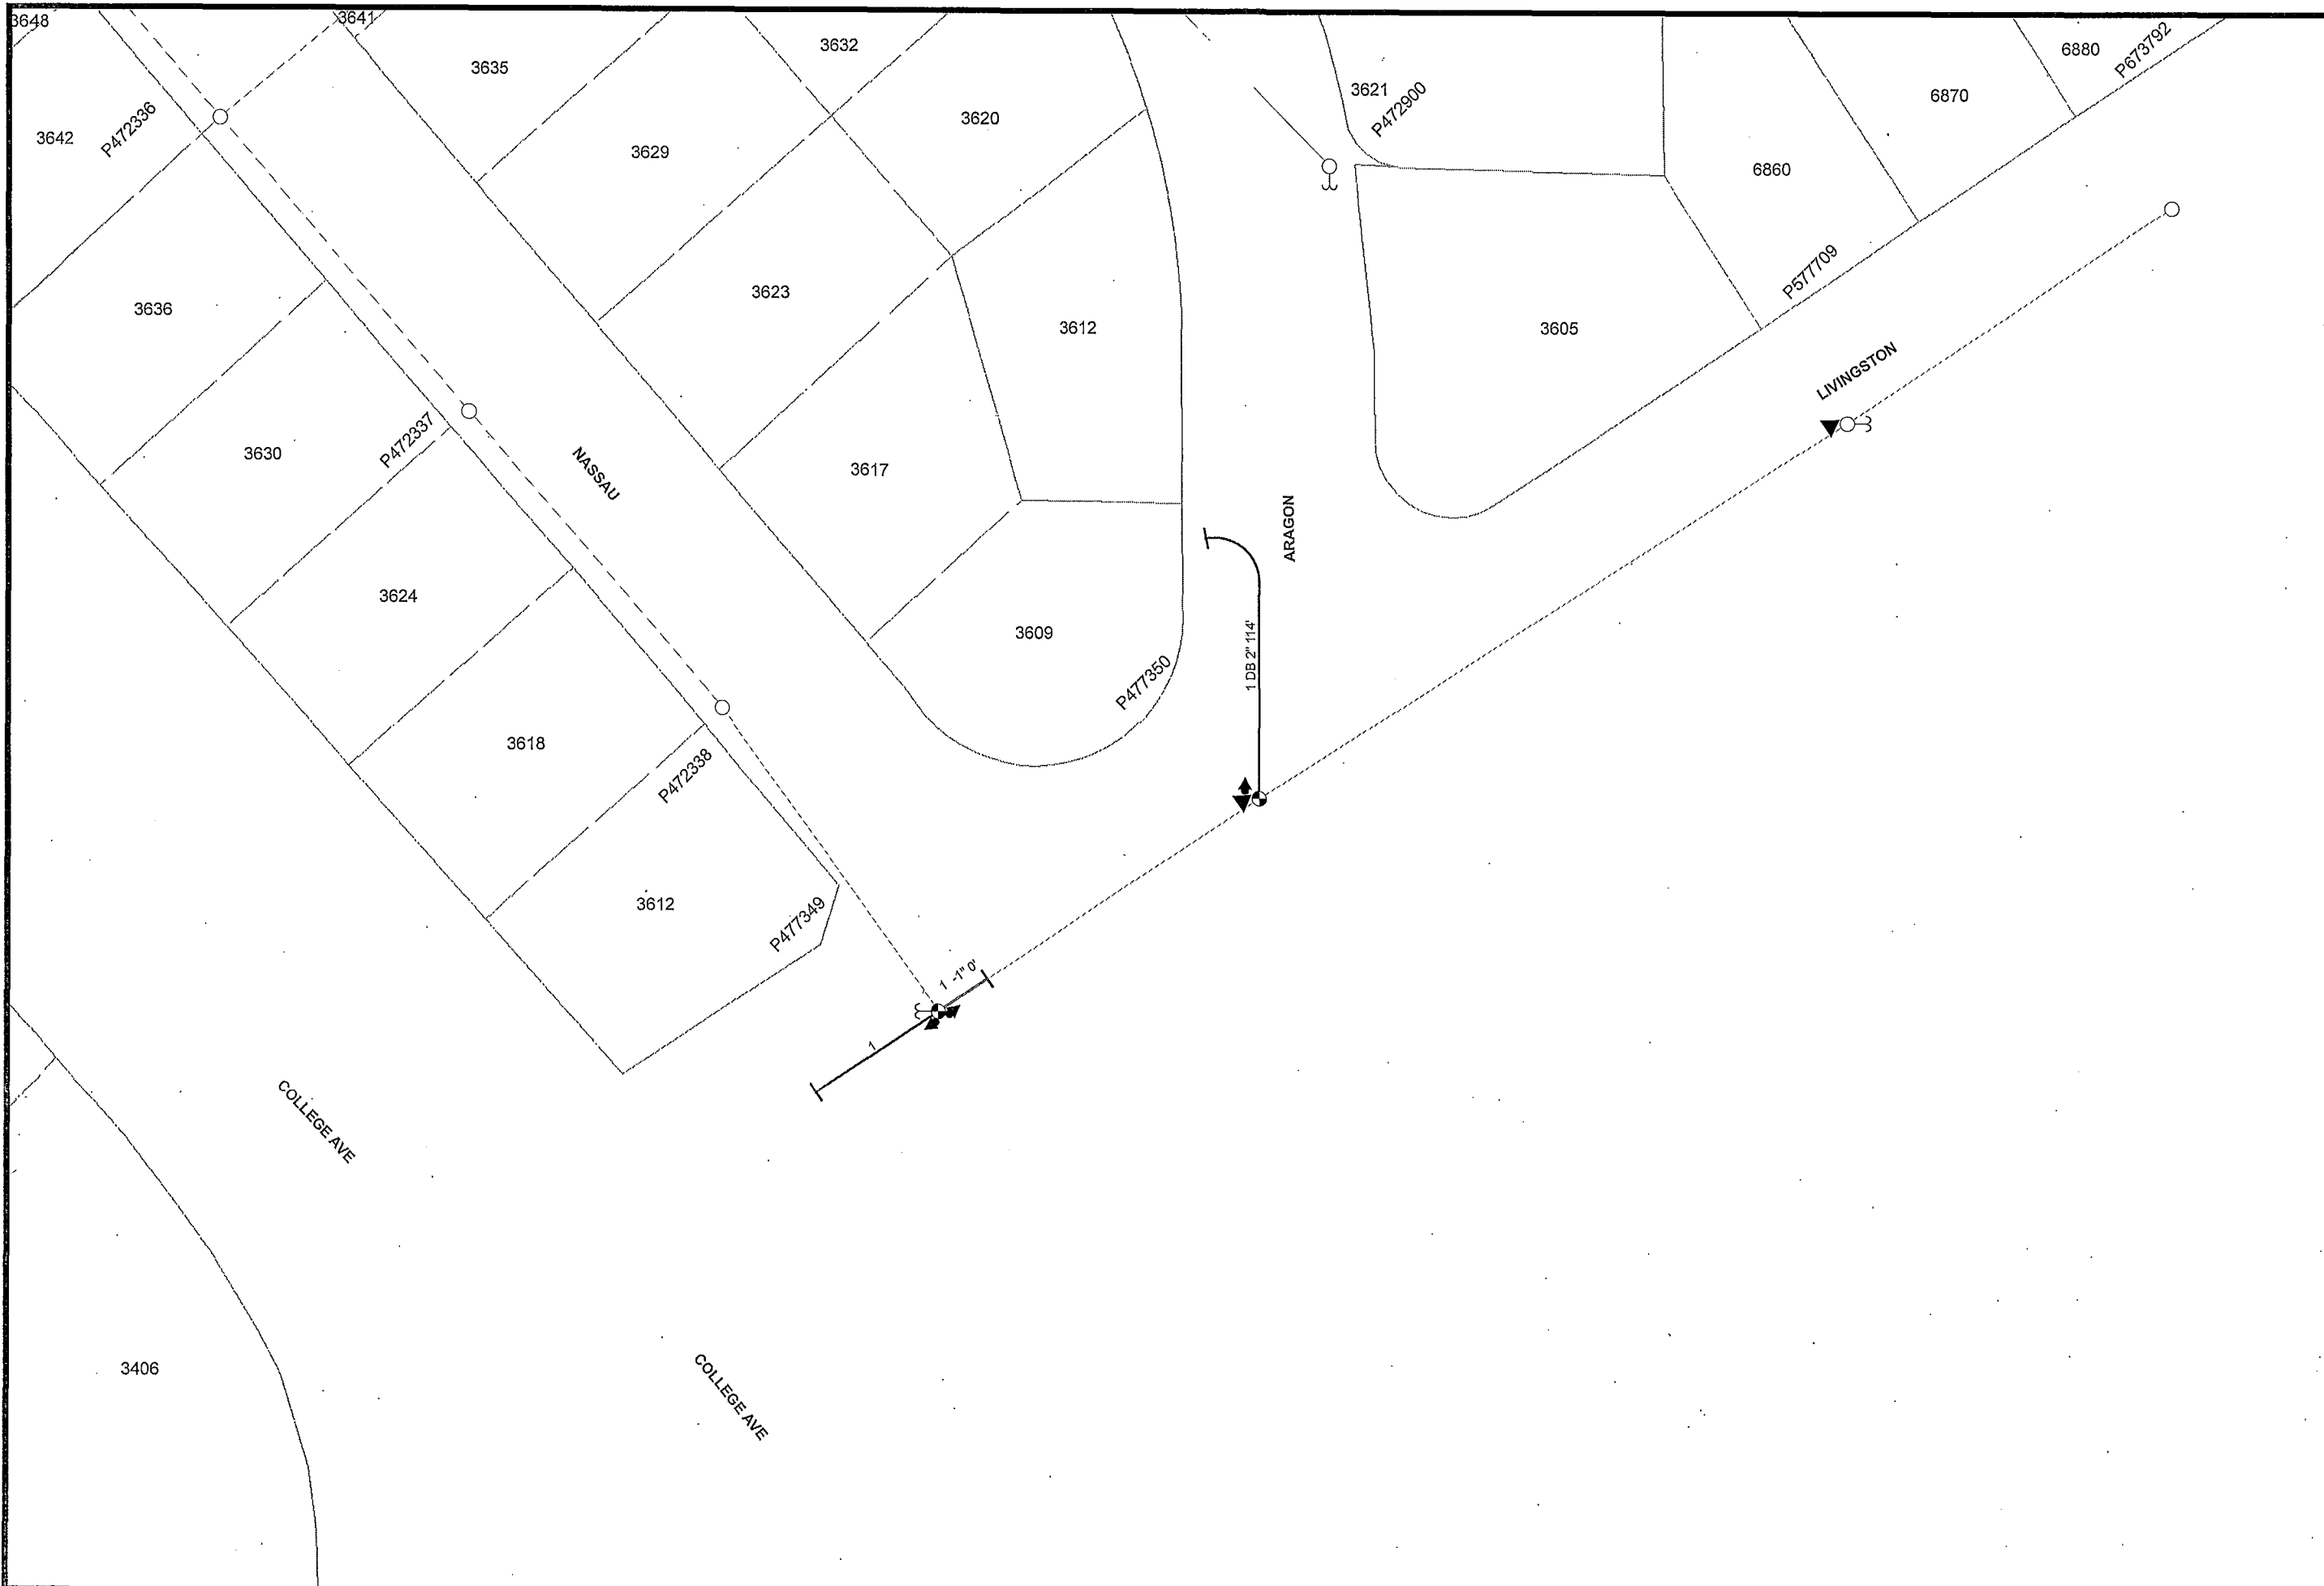 3648
3641
3632
6880
P673792
3635
3621
P472900
6870
3642
P472336
3629
3620
6860
3636
3623
3612
P577709
3605
LIVINGSTON
3630
P472337
NASSAU
3617
ARAGON
3624
3609
1 DB 2" 114'
P477350
3618
P472338
3612
P477349
1 -1" 0'
1
COLLEGE AVE
3406
COLLEGE AVE